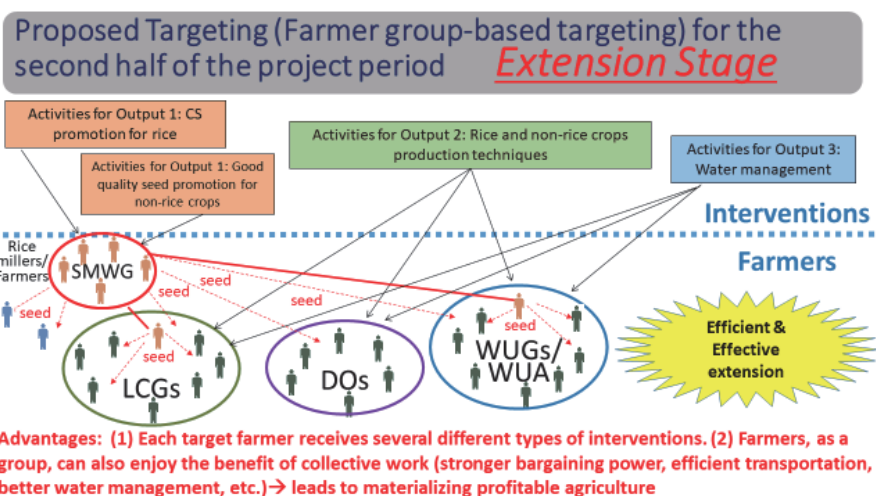 Proposed Targeting (Farmer group-based targeting) for the
second half of the project period Extension Stage
Activities for Output 1: CS
promotion for rice
Activities for Output 1: Good
quality seed promotion for
non-rice crops
Activities for Output 2: Rice and non-rice crops
production techniques
Activities for Output 3:
Water management
Interventions
Farmers
Rice
millers/
Farmers
SMWG
seed
seed
seed
seed
seed
seed
LCGs
DOs
WUGs/
WUA
Efficient &
Effective
extension
Advantages: (1) Each target farmer receives several different types of interventions. (2) Farmers, as a
group, can also enjoy the benefit of collective work (stronger bargaining power, efficient transportation,
better water management, etc.)→ leads to materializing profitable agriculture